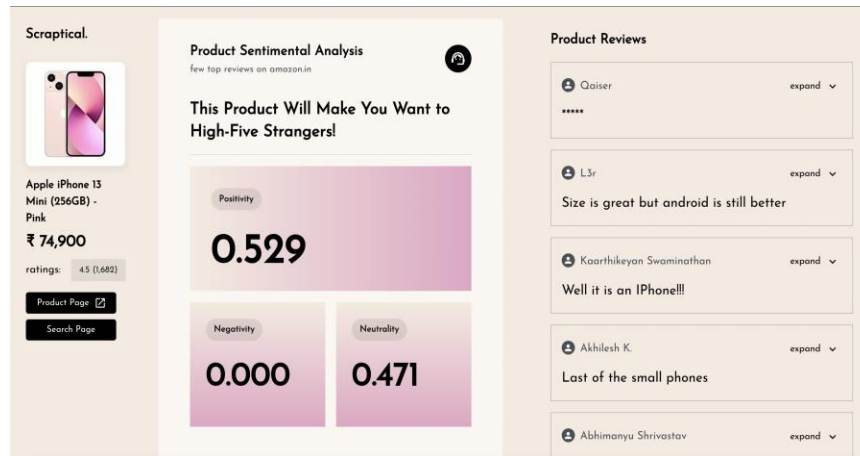 Scraptical.
Apple iPhone 13
Mini (256GB) -
Pink
₹ 74,900
ratings: 4.5 (1,682)
Product Page
Search Page
Product Sentimental Analysis
few top reviews on amazon.in
This Product Will Make You Want to
High-Five Strangers!
Positivity
0.529
Negativity
0.000
Neutrality
0.471
Product Reviews
Qaiser expand
*****
L3r expand
Size is great but android is still better
Kaarthikeyan Swaminathan expand
Well it is an IPhone!!!
Akhilesh K. expand
Last of the small phones
Abhimanyu Shrivastav expand